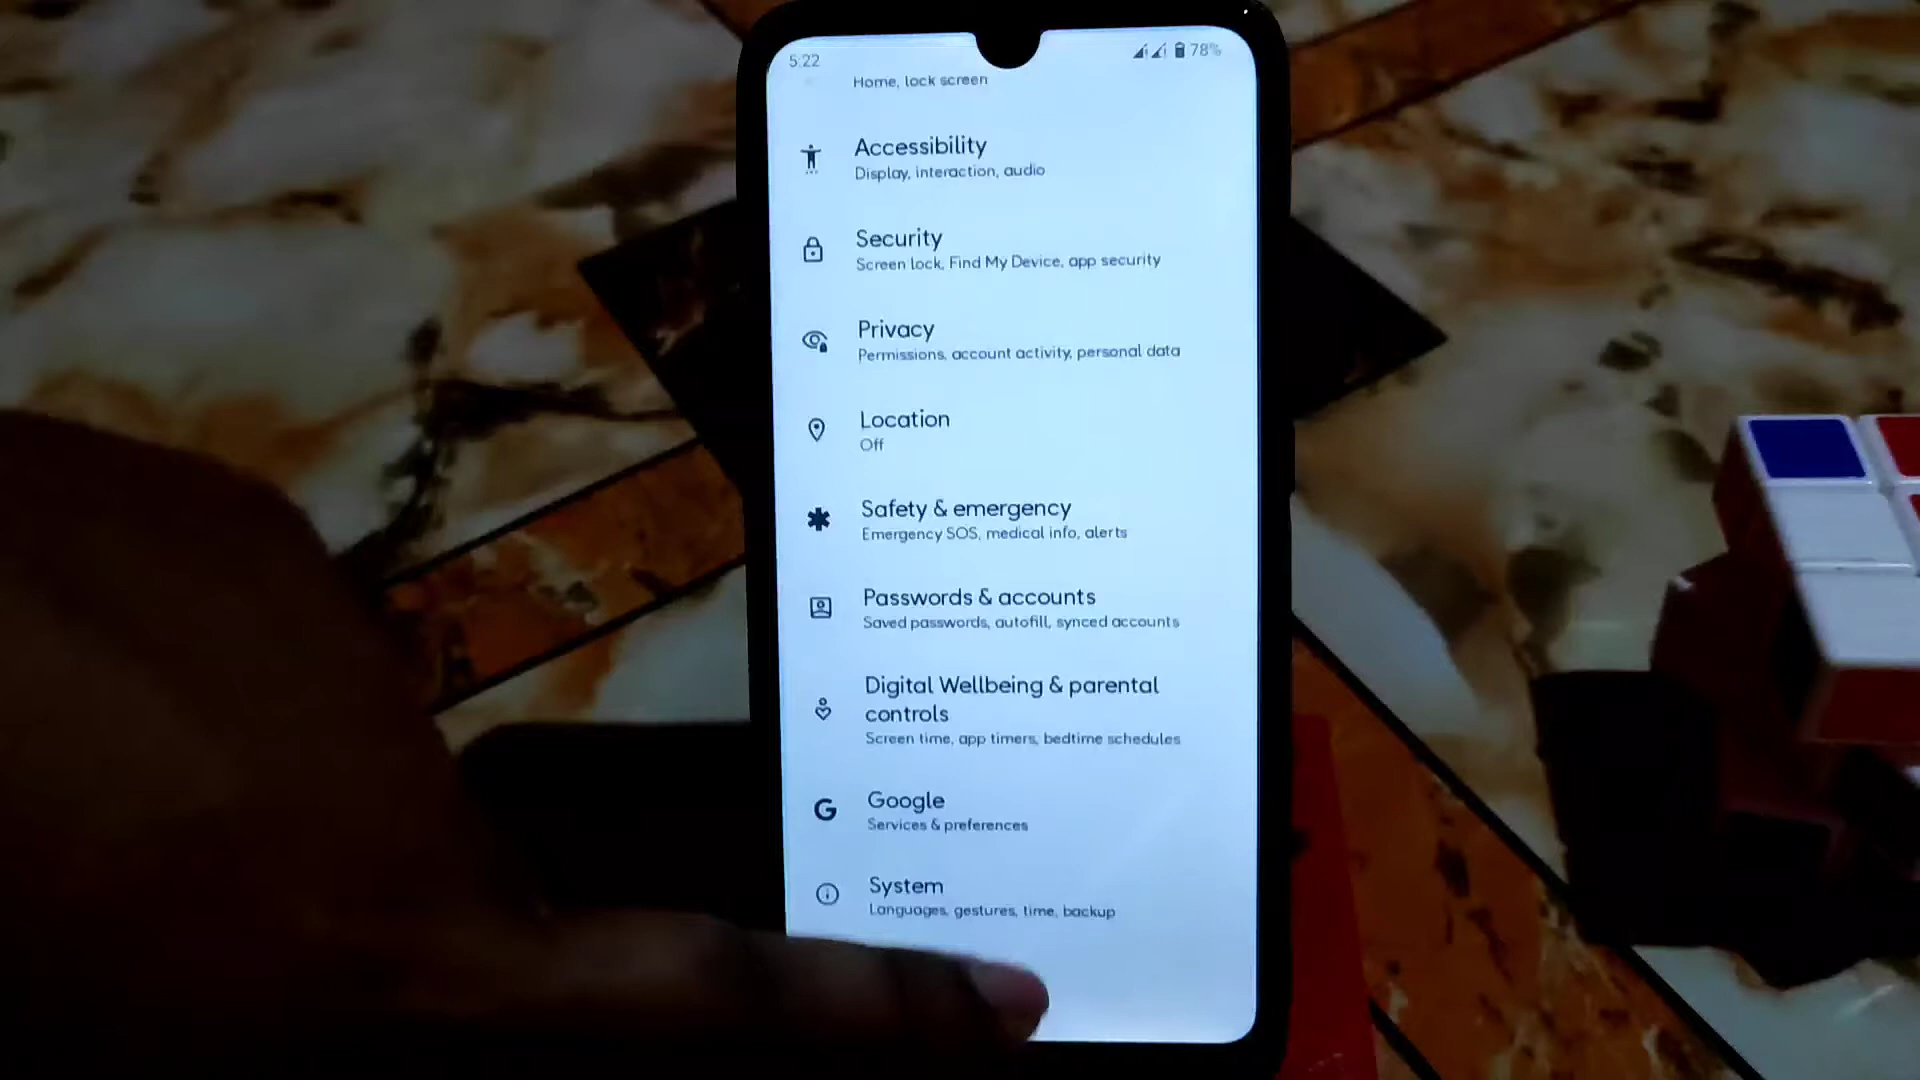 5:22
78%
Home, lock screen
Accessibility
Display, interaction, audio
Security
Screen lock, Find My Device, app security
Privacy
Permissions, account activity, personal data
Location
Off
Safety & emergency
Emergency SOS, medical info, alerts
Passwords & accounts
Saved passwords, autofill, synced accounts
Digital Wellbeing & parental
controls
Screen time, app timers, bedtime schedules
Google
Services & preferences
System
Languages, gestures, time, backup